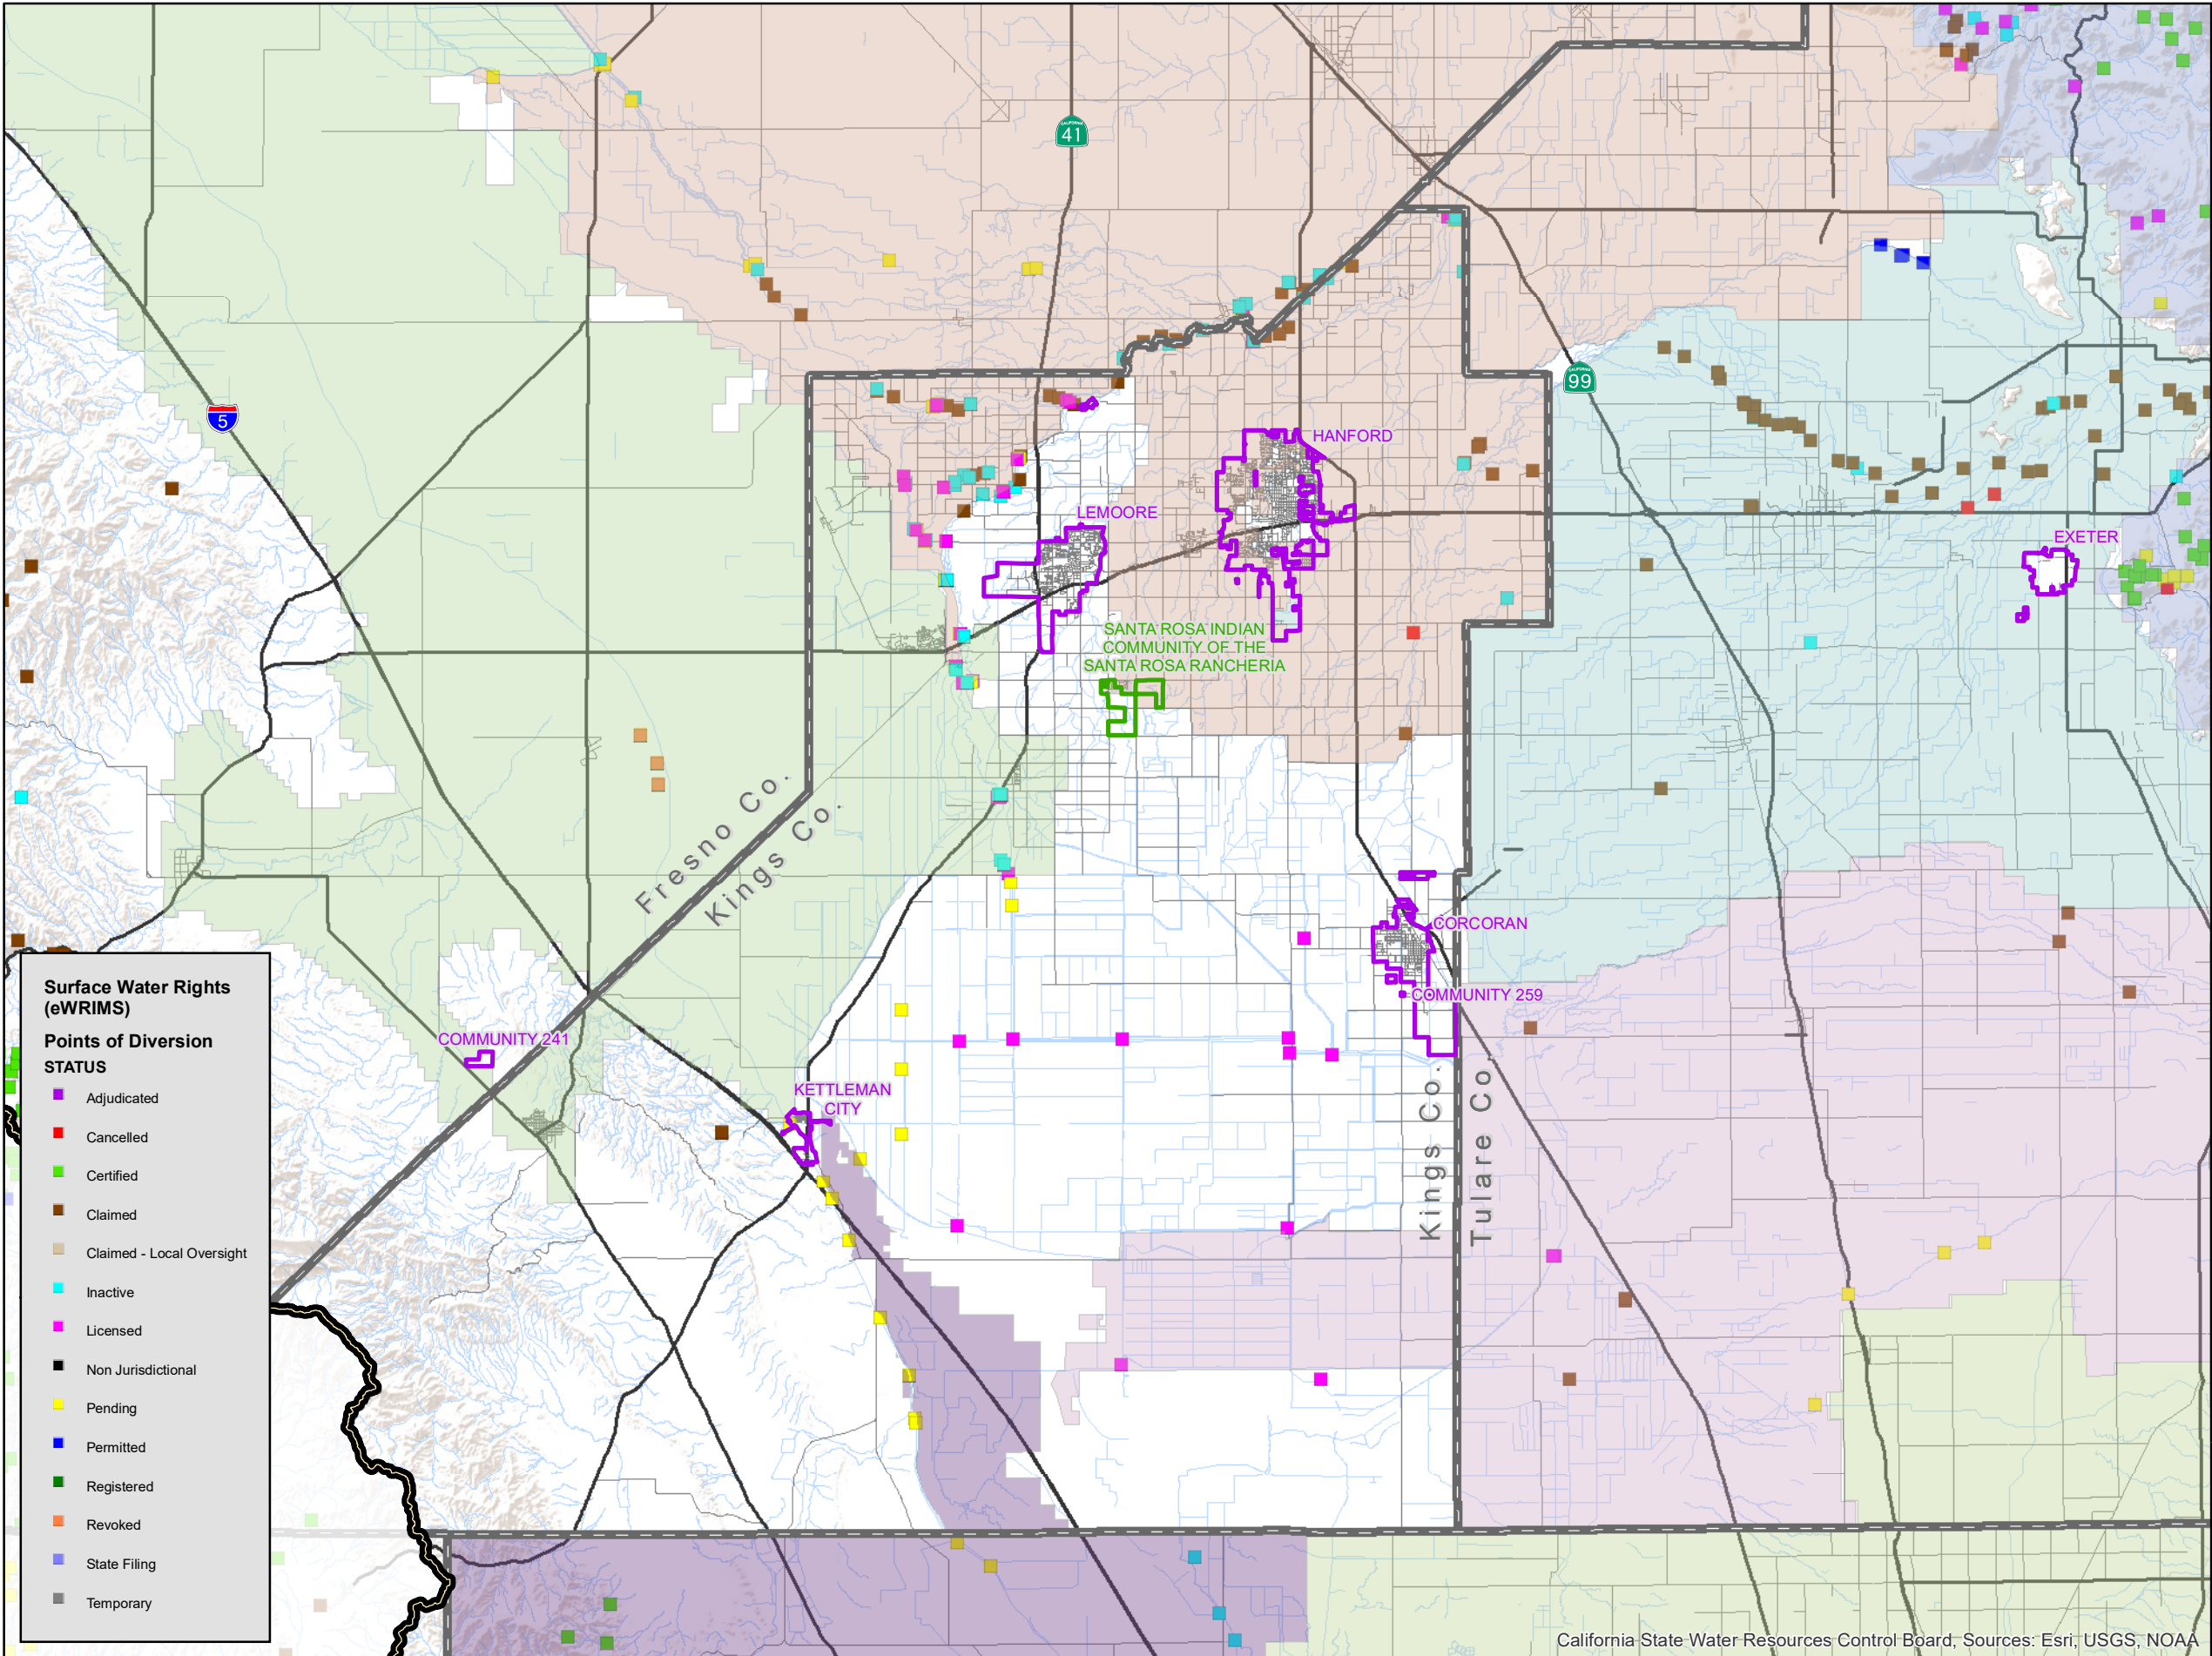 CALIFORNIA
41
5
CALIFORNIA
99
HANFORD
LEMOORE
EXETER
SANTA ROSA INDIAN
COMMUNITY OF THE
SANTA ROSA RANCHERIA
Fresno Co.
Kings Co.
CORCORAN
COMMUNITY 259
COMMUNITY 241
KETTLEMAN
CITY
Kings Co.
Tulare Co.
Surface Water Rights
(eWRIMS)
Points of Diversion
STATUS
Adjudicated
Cancelled
Certified
Claimed
Claimed - Local Oversight
Inactive
Licensed
Non Jurisdictional
Pending
Permitted
Registered
Revoked
State Filing
Temporary
California State Water Resources Control Board, Sources: Esri, USGS, NOAA